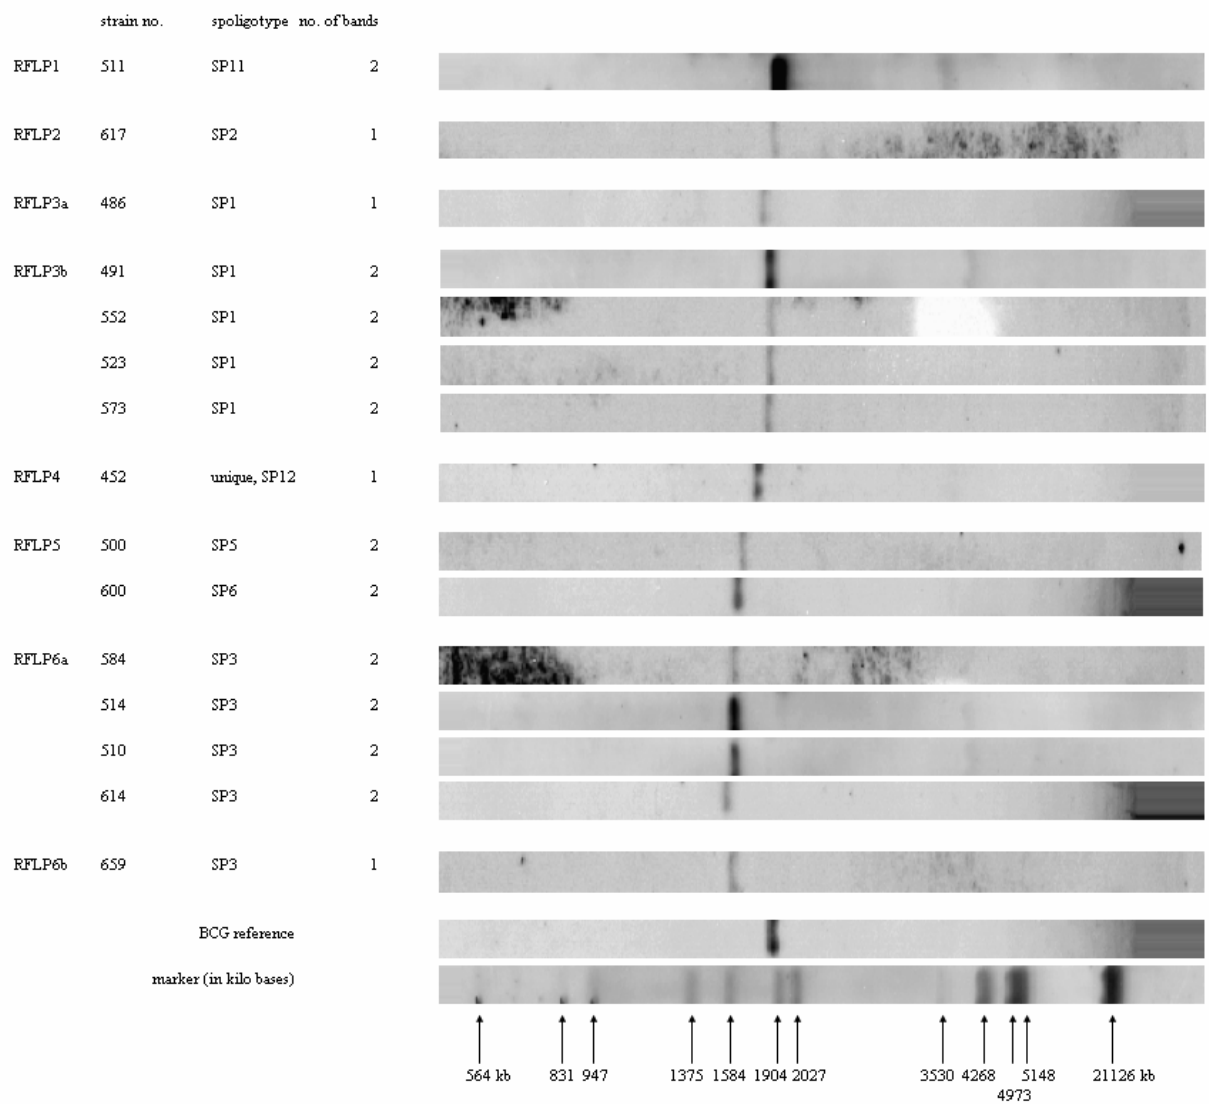 strain no. spoligotype no. of bands
RFLP1 511 SP11 2
RFLP2 617 SP2 1
RFLP3a 486 SP1 1
RFLP3b 491 SP1 2
552 SP1 2
523 SP1 2
573 SP1 2
RFLP4 452 unique, SP12 1
RFLP5 500 SP5 2
600 SP6 2
RFLP6a 584 SP3 2
514 SP3 2
510 SP3 2
614 SP3 2
RFLP6b 659 SP3 1
BCG reference
marker (in kilo bases)
564 kb 831 947 1375 1584 1904 2027 3530 4268 5148 21126 kb
4973